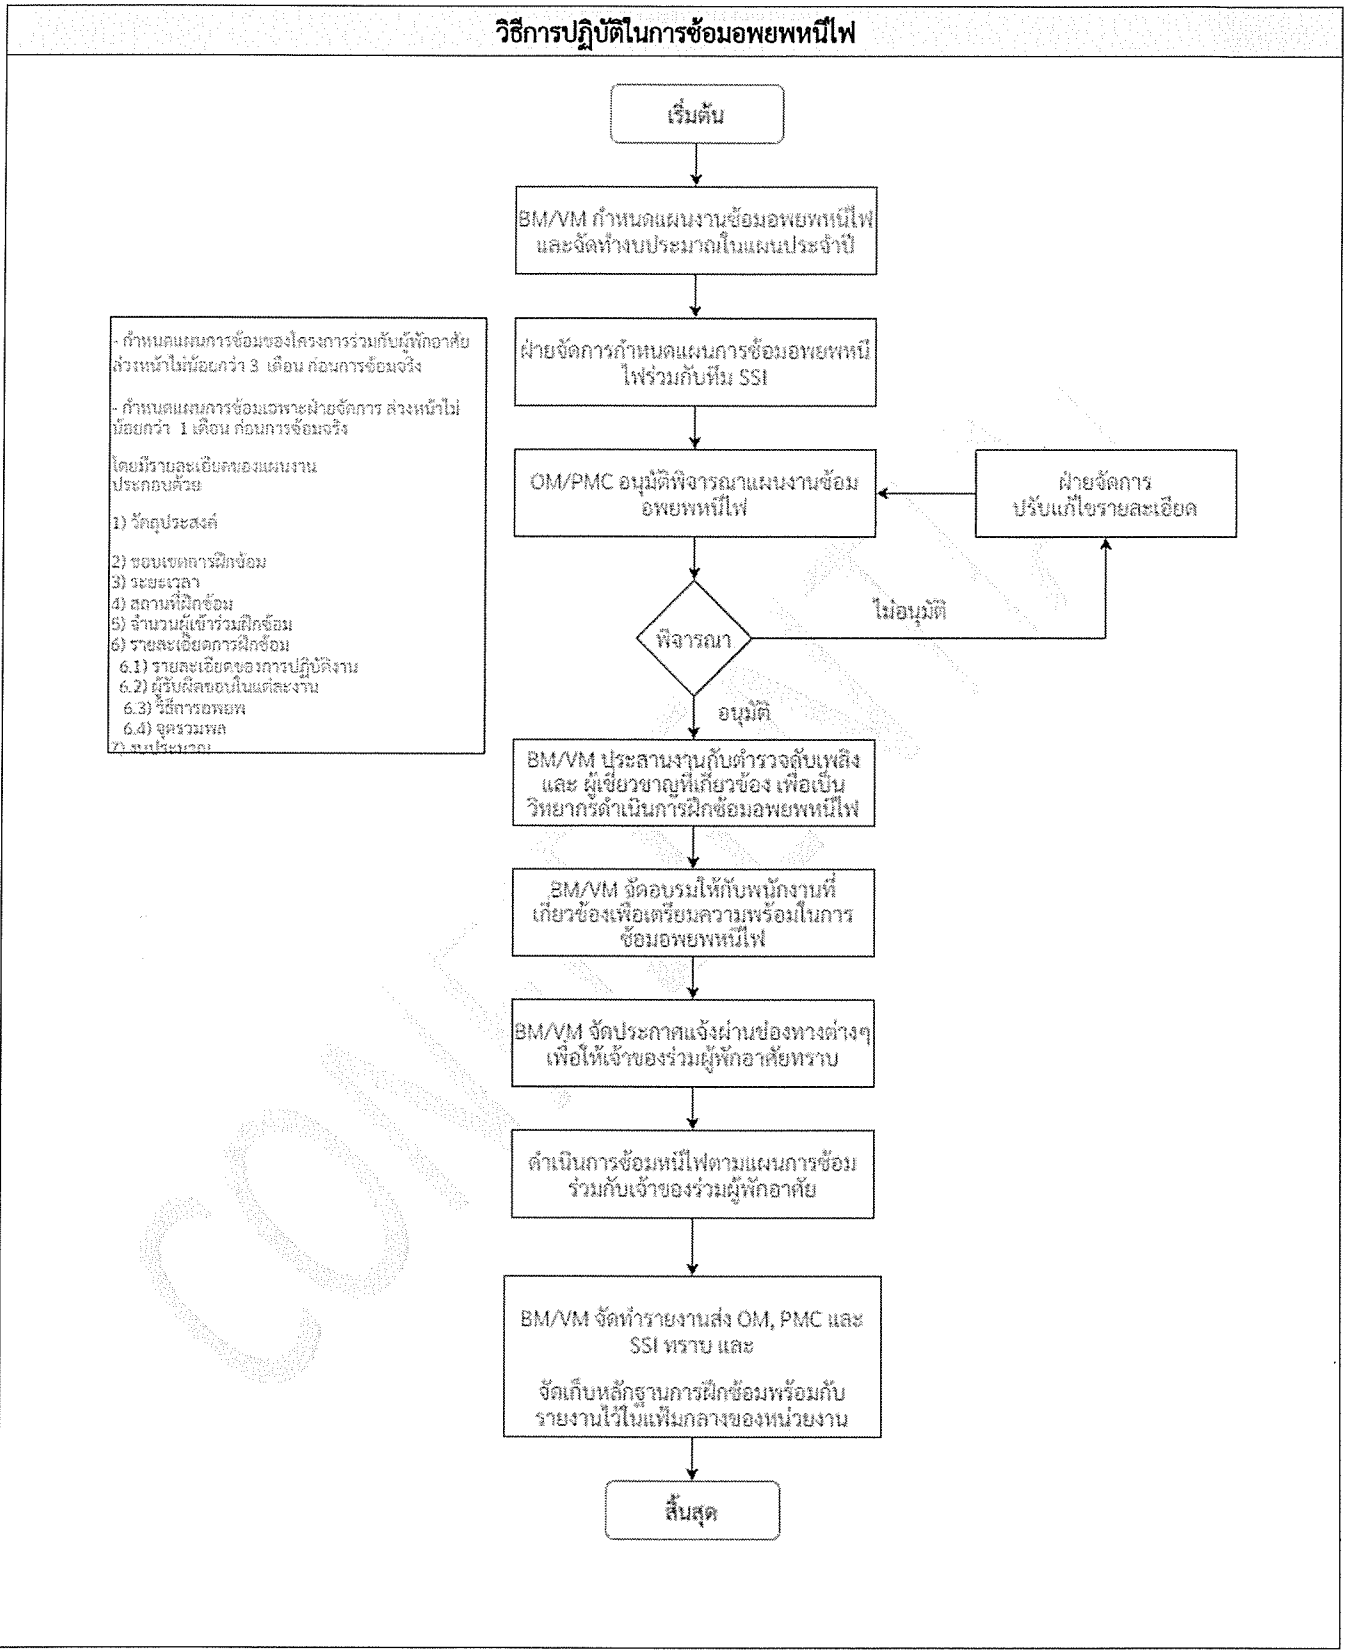 วิธีการปฏิบัติในการซ้อมอพยพหนีไฟ
เริ่มต้น
BM/VM กำหนดแผนงานซ้อมอพยพหนีไฟ
และจัดทำงบประมาณในแผนประจำปี
- กำหนดแผนการซ้อมของโครงการร่วมกับผู้พักอาศัย
ล่วงหน้าไม่น้อยกว่า 3 เดือน ก่อนการซ้อมจริง
- กำหนดแผนการซ้อมเฉพาะฝ่ายจัดการ ล่วงหน้าไม่
น้อยกว่า 1 เดือน ก่อนการซ้อมจริง
โดยมีรายละเอียดของแผนงาน
ประกอบด้วย
1) วัตถุประสงค์
2) ขอบเขตการฝึกซ้อม
3) ระยะเวลา
4) สถานที่ฝึกซ้อม
5) จำนวนผู้เข้าร่วมฝึกซ้อม
6) รายละเอียดการฝึกซ้อม
6.1) รายละเอียดของการปฏิบัติงาน
6.2) ผู้รับผิดชอบในแต่ละงาน
6.3) วิธีการอพยพ
6.4) จุดรวมพล
7) งบประมาณ
ฝ่ายจัดการกำหนดแผนการซ้อมอพยพหนี
ไฟร่วมกับทีม SSI
OM/PMC อนุมัติพิจารณาแผนงานซ้อม
อพยพหนีไฟ
ฝ่ายจัดการ
ปรับแก้ไขรายละเอียด
ไม่อนุมัติ
พิจารณา
อนุมัติ
BM/VM ประสานงานกับตำรวจดับเพลิง
และ ผู้เชี่ยวชาญที่เกี่ยวข้อง เพื่อเป็น
วิทยากรดำเนินการฝึกซ้อมอพยพหนีไฟ
BM/VM จัดอบรมให้กับพนักงานที่
เกี่ยวข้องเพื่อเตรียมความพร้อมในการ
ซ้อมอพยพหนีไฟ
BM/VM จัดประกาศแจ้งผ่านช่องทางต่างๆ
เพื่อให้เจ้าของร่วมผู้พักอาศัยทราบ
ดำเนินการซ้อมหนีไฟตามแผนการซ้อม
ร่วมกับเจ้าของร่วมผู้พักอาศัย
BM/VM จัดทำรายงานส่ง OM, PMC และ
SSI ทราบ และ
จัดเก็บหลักฐานการฝึกซ้อมพร้อมกับ
รายงานไว้ในแฟ้มกลางของหน่วยงาน
สิ้นสุด